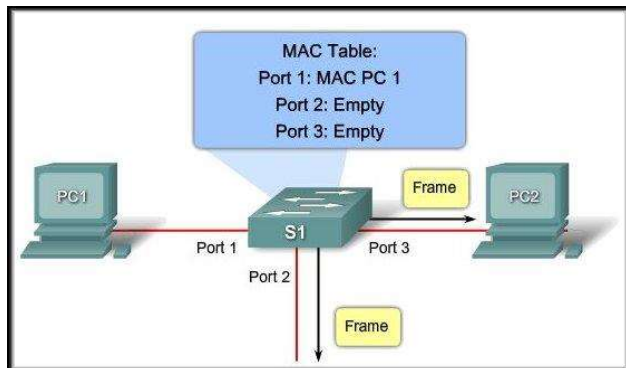 MAC Table:
Port 1: MAC PC 1
Port 2: Empty
Port 3: Empty
Frame
PC1
PC2
S1
Port 1
Port 3
Port 2
Frame